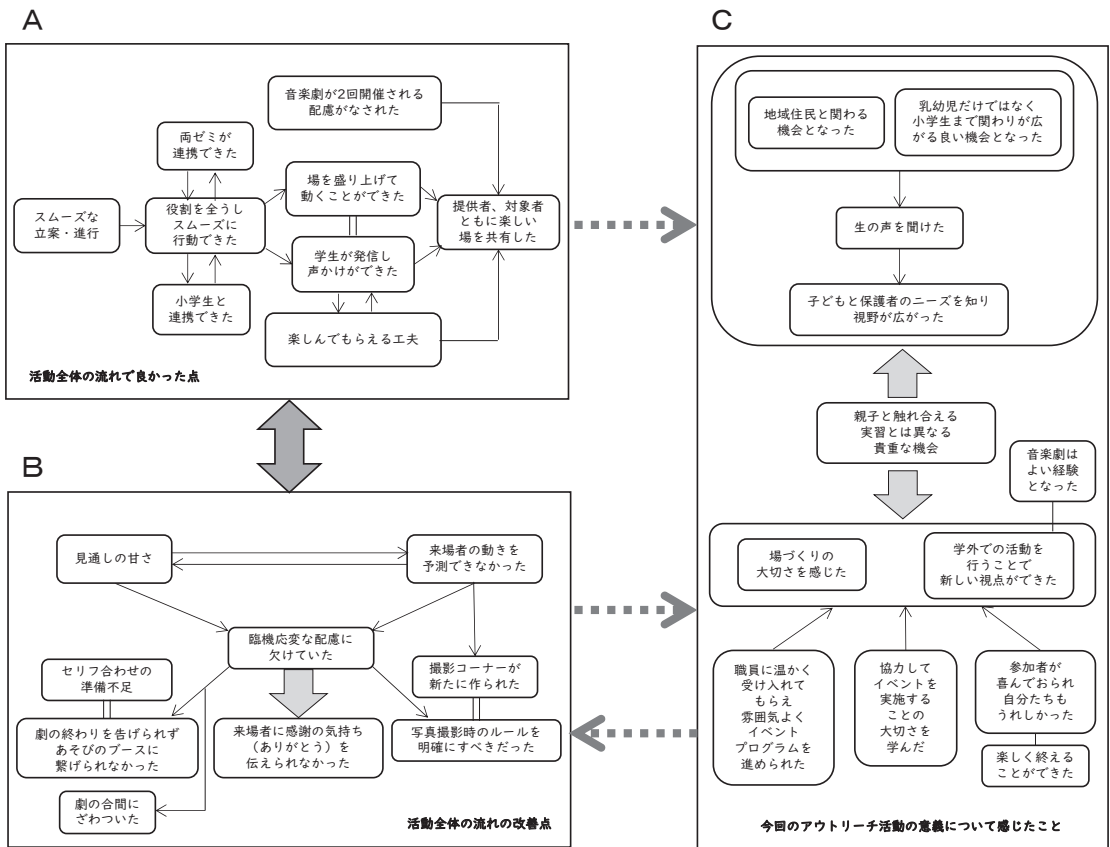 A
音楽劇が2回開催される
配慮がなされた
両ゼミが
連携できた
場を盛り上げて
動くことができた
スムーズな
立案・進行
役割を全うし
スムーズに
行動できた
提供者、対象者
ともに楽しい
場を共有した
学生が発信し
声かけができた
小学生と
連携できた
楽しんでもらえる工夫
活動全体の流れで良かった点
B
見通しの甘さ
来場者の動きを
予測できなかった
臨機応変な配慮に
欠けていた
セリフ合わせの
準備不足
撮影コーナーが
新たに作られた
劇の終わりを告げられず
あそびのブースに
繋げられなかった
来場者に感謝の気持ち
（ありがとう）を
伝えられなかった
写真撮影時のルールを
明確にすべきだった
劇の合間に
ざわついた
活動全体の流れの改善点
C
地域住民と関わる
機会となった
乳幼児だけではなく
小学生まで関わりが広
がる良い機会となった
生の声を聞けた
子どもと保護者のニーズを知り
視野が広がった
親子と触れ合える
実習とは異なる
貴重な機会
音楽劇は
よい経験
となった
場づくりの
大切さを感じた
学外での活動を
行うことで
新しい視点ができた
職員に温かく
受け入れて
もらえ
雰囲気よく
イベント
プログラムを
進められた
協力して
イベントを
実施する
ことの
大切さを
学んだ
参加者が
喜んでおられ
自分たちも
うれしかった
楽しく終える
ことができた
今回のアウトリーチ活動の意義について感じたこと